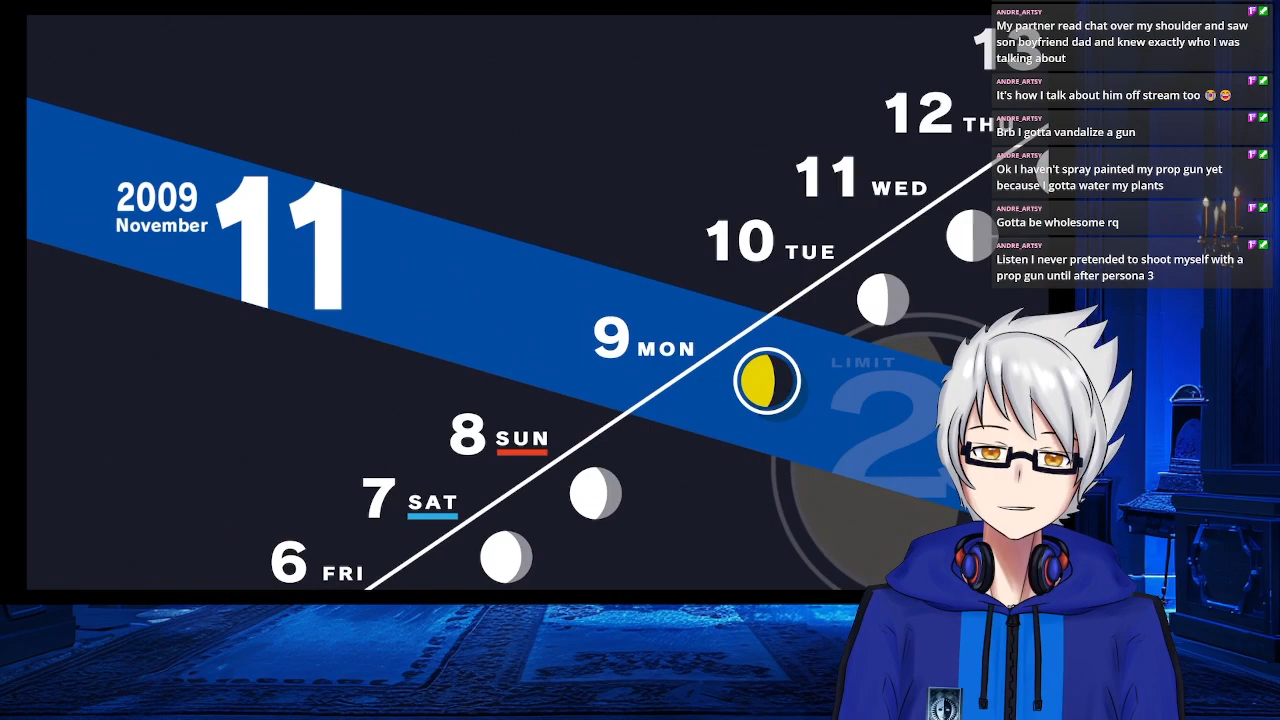 2009
November
11
13
12 THU
11 WED
10 TUE
9 MON
8 SUN
7 SAT
6 FRI
LIMIT
2
ANDRE_ARTSY
My partner read chat over my shoulder and saw
son boyfriend dad and knew exactly who I was
talking about
ANDRE_ARTSY
It's how I talk about him off stream too
ANDRE_ARTSY
Brb I gotta vandalize a gun
ANDRE_ARTSY
Ok I haven't spray painted my prop gun yet
because I gotta water my plants
ANDRE_ARTSY
Gotta be wholesome rq
ANDRE_ARTSY
Listen I never pretended to shoot myself with a
prop gun until after persona 3